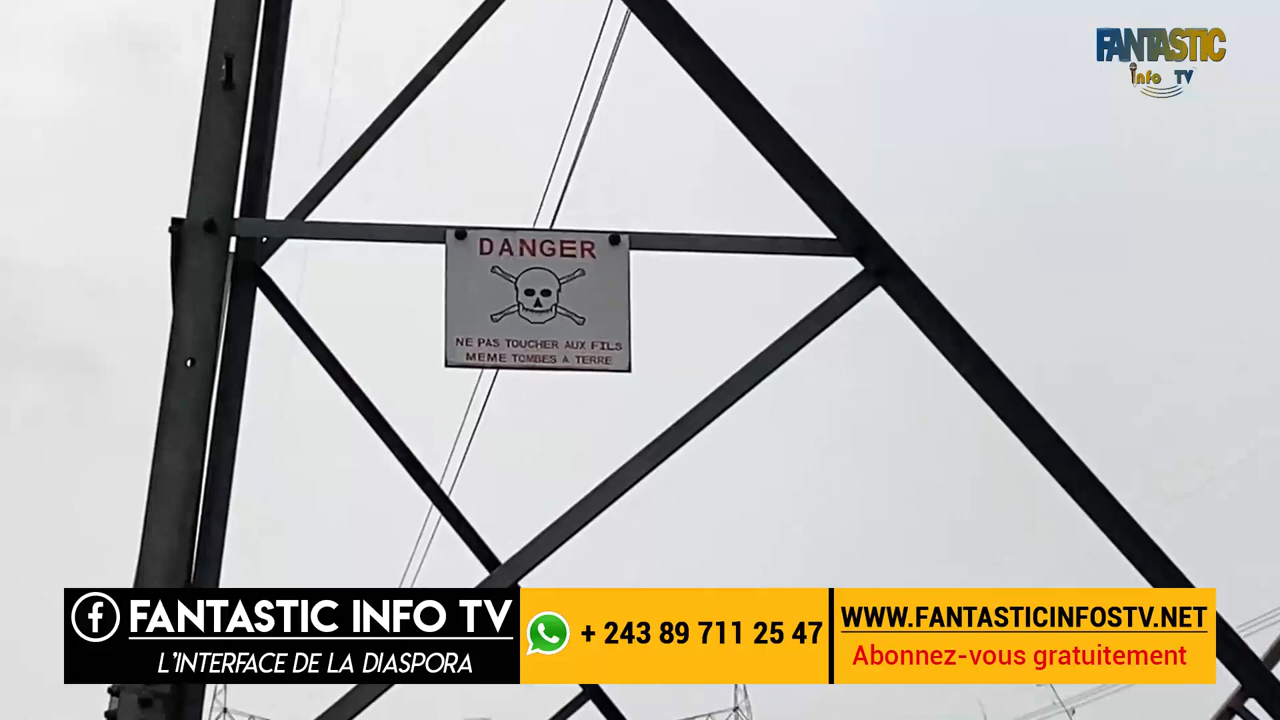 FANTASTIC
Info TV
DANGER
NE PAS TOUCHER AUX FILS
MEME TOMBES A TERRE
FANTASTIC INFO TV
L'INTERFACE DE LA DIASPORA
+ 243 89 711 25 47
WWW.FANTASTICINFOSTV.NET
Abonnez-vous gratuitement